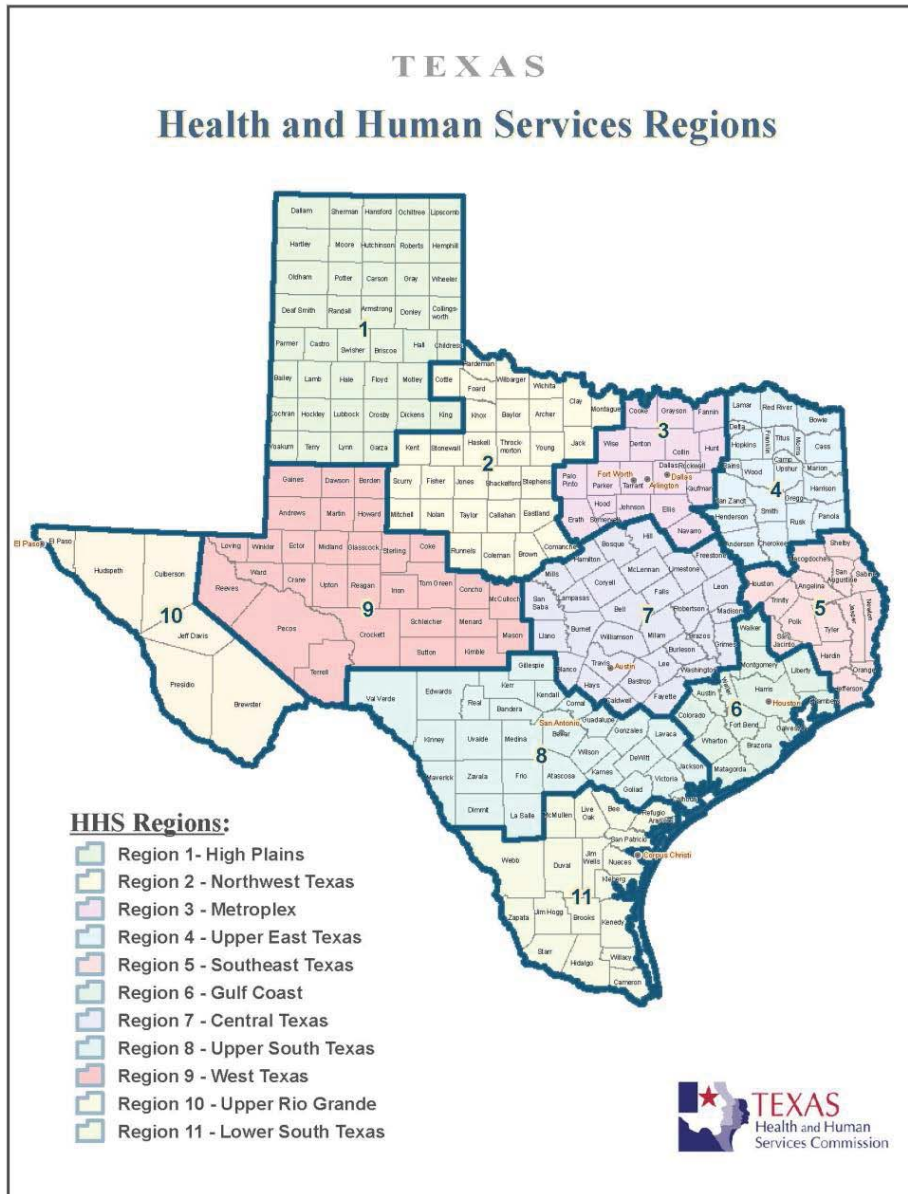 TEXAS
Health and Human Services Regions
Dallam Sherman Hansford Ochiltree Lipscomb
Hartley Moore Hutchinson Roberts Hemphill
Oldham Potter Carson Gray Wheeler
Deaf Smith Randall Armstrong Donley Collings-
worth
1
Parmer Castro Swisher Briscoe Hall Childress
Bailey Lamb Hale Floyd Motley
Cochran Hockley Lubbock Crosby Dickens King
Yoakum Terry Lynn Garza
Hardeman
Cottle Foard Wilbarger Wichita Clay
Knox Baylor Archer Montague
Kent Stonewall Haskell Throck-
morton Young Jack
2
Scurry Fisher Jones Shackelford Stephens
Mitchell Nolan Taylor Callahan Eastland
Runnels Coleman Brown Comanche
Cooke Grayson Fannin
3
Wise Denton Collin Hunt
Palo
Pinto Parker Fort Worth Tarrant Arlington Dallas Dallas Rockwall Kaufman
Hood Johnson Ellis
Erath Somervell Navarro
Lamar Red River Bowie
Delta Hopkins Franklin Titus Morris Cass
Camp Rains Wood Upshur Marion
4
Van Zandt Smith Gregg Harrison
Henderson Rusk Panola
Anderson Cherokee
Shelby
Nacogdoches San
Augustine Sabine
Houston Angelina
Trinity 5
Polk Tyler Jasper Newton
San
Jacinto Hardin
Orange
Jefferson
Gaines Dawson Borden
Andrews Martin Howard
Loving Winkler Ector Midland Glasscock Sterling Coke
Reeves Ward Crane Upton Reagan Irion Tom Green Concho McCulloch
9
Pecos Crockett Schleicher Menard Mason
Sutton Kimble
Terrell
El Paso El Paso
Hudspeth Culberson
10
Jeff Davis
Presidio Brewster
Hill
Bosque Freestone
Hamilton McLennan Limestone
Mills Coryell Falls Leon
San
Saba Lampasas Bell Robertson Madison
7
Llano Burnet Williamson Milam Brazos Grimes
Burleson
Travis Austin Lee Washington
Blanco Bastrop
Hays Caldwell Fayette
Walker
Montgomery Liberty
Austin Waller Harris Chambers
6 Houston
Colorado Fort Bend Galveston
Wharton Brazoria
Matagorda
Gillespie
Val Verde Edwards Kerr Kendall
Real Bandera Comal
San Antonio Guadalupe Gonzales Lavaca
Kinney Uvalde Medina Bexar
8 Wilson DeWitt
Maverick Zavala Frio Atascosa Karnes Victoria Jackson
Goliad Calhoun
Dimmit La Salle
McMullen Live
Oak Bee Refugio
Aransas
San Patricio
Webb Duval Jim
Wells Nueces Corpus Christi
Kleberg
11
Zapata Jim Hogg Brooks Kenedy
Starr Hidalgo Willacy
Cameron
HHS Regions:
Region 1- High Plains
Region 2 - Northwest Texas
Region 3 - Metroplex
Region 4 - Upper East Texas
Region 5 - Southeast Texas
Region 6 - Gulf Coast
Region 7 - Central Texas
Region 8 - Upper South Texas
Region 9 - West Texas
Region 10 - Upper Rio Grande
Region 11 - Lower South Texas
TEXAS
Health and Human
Services Commission